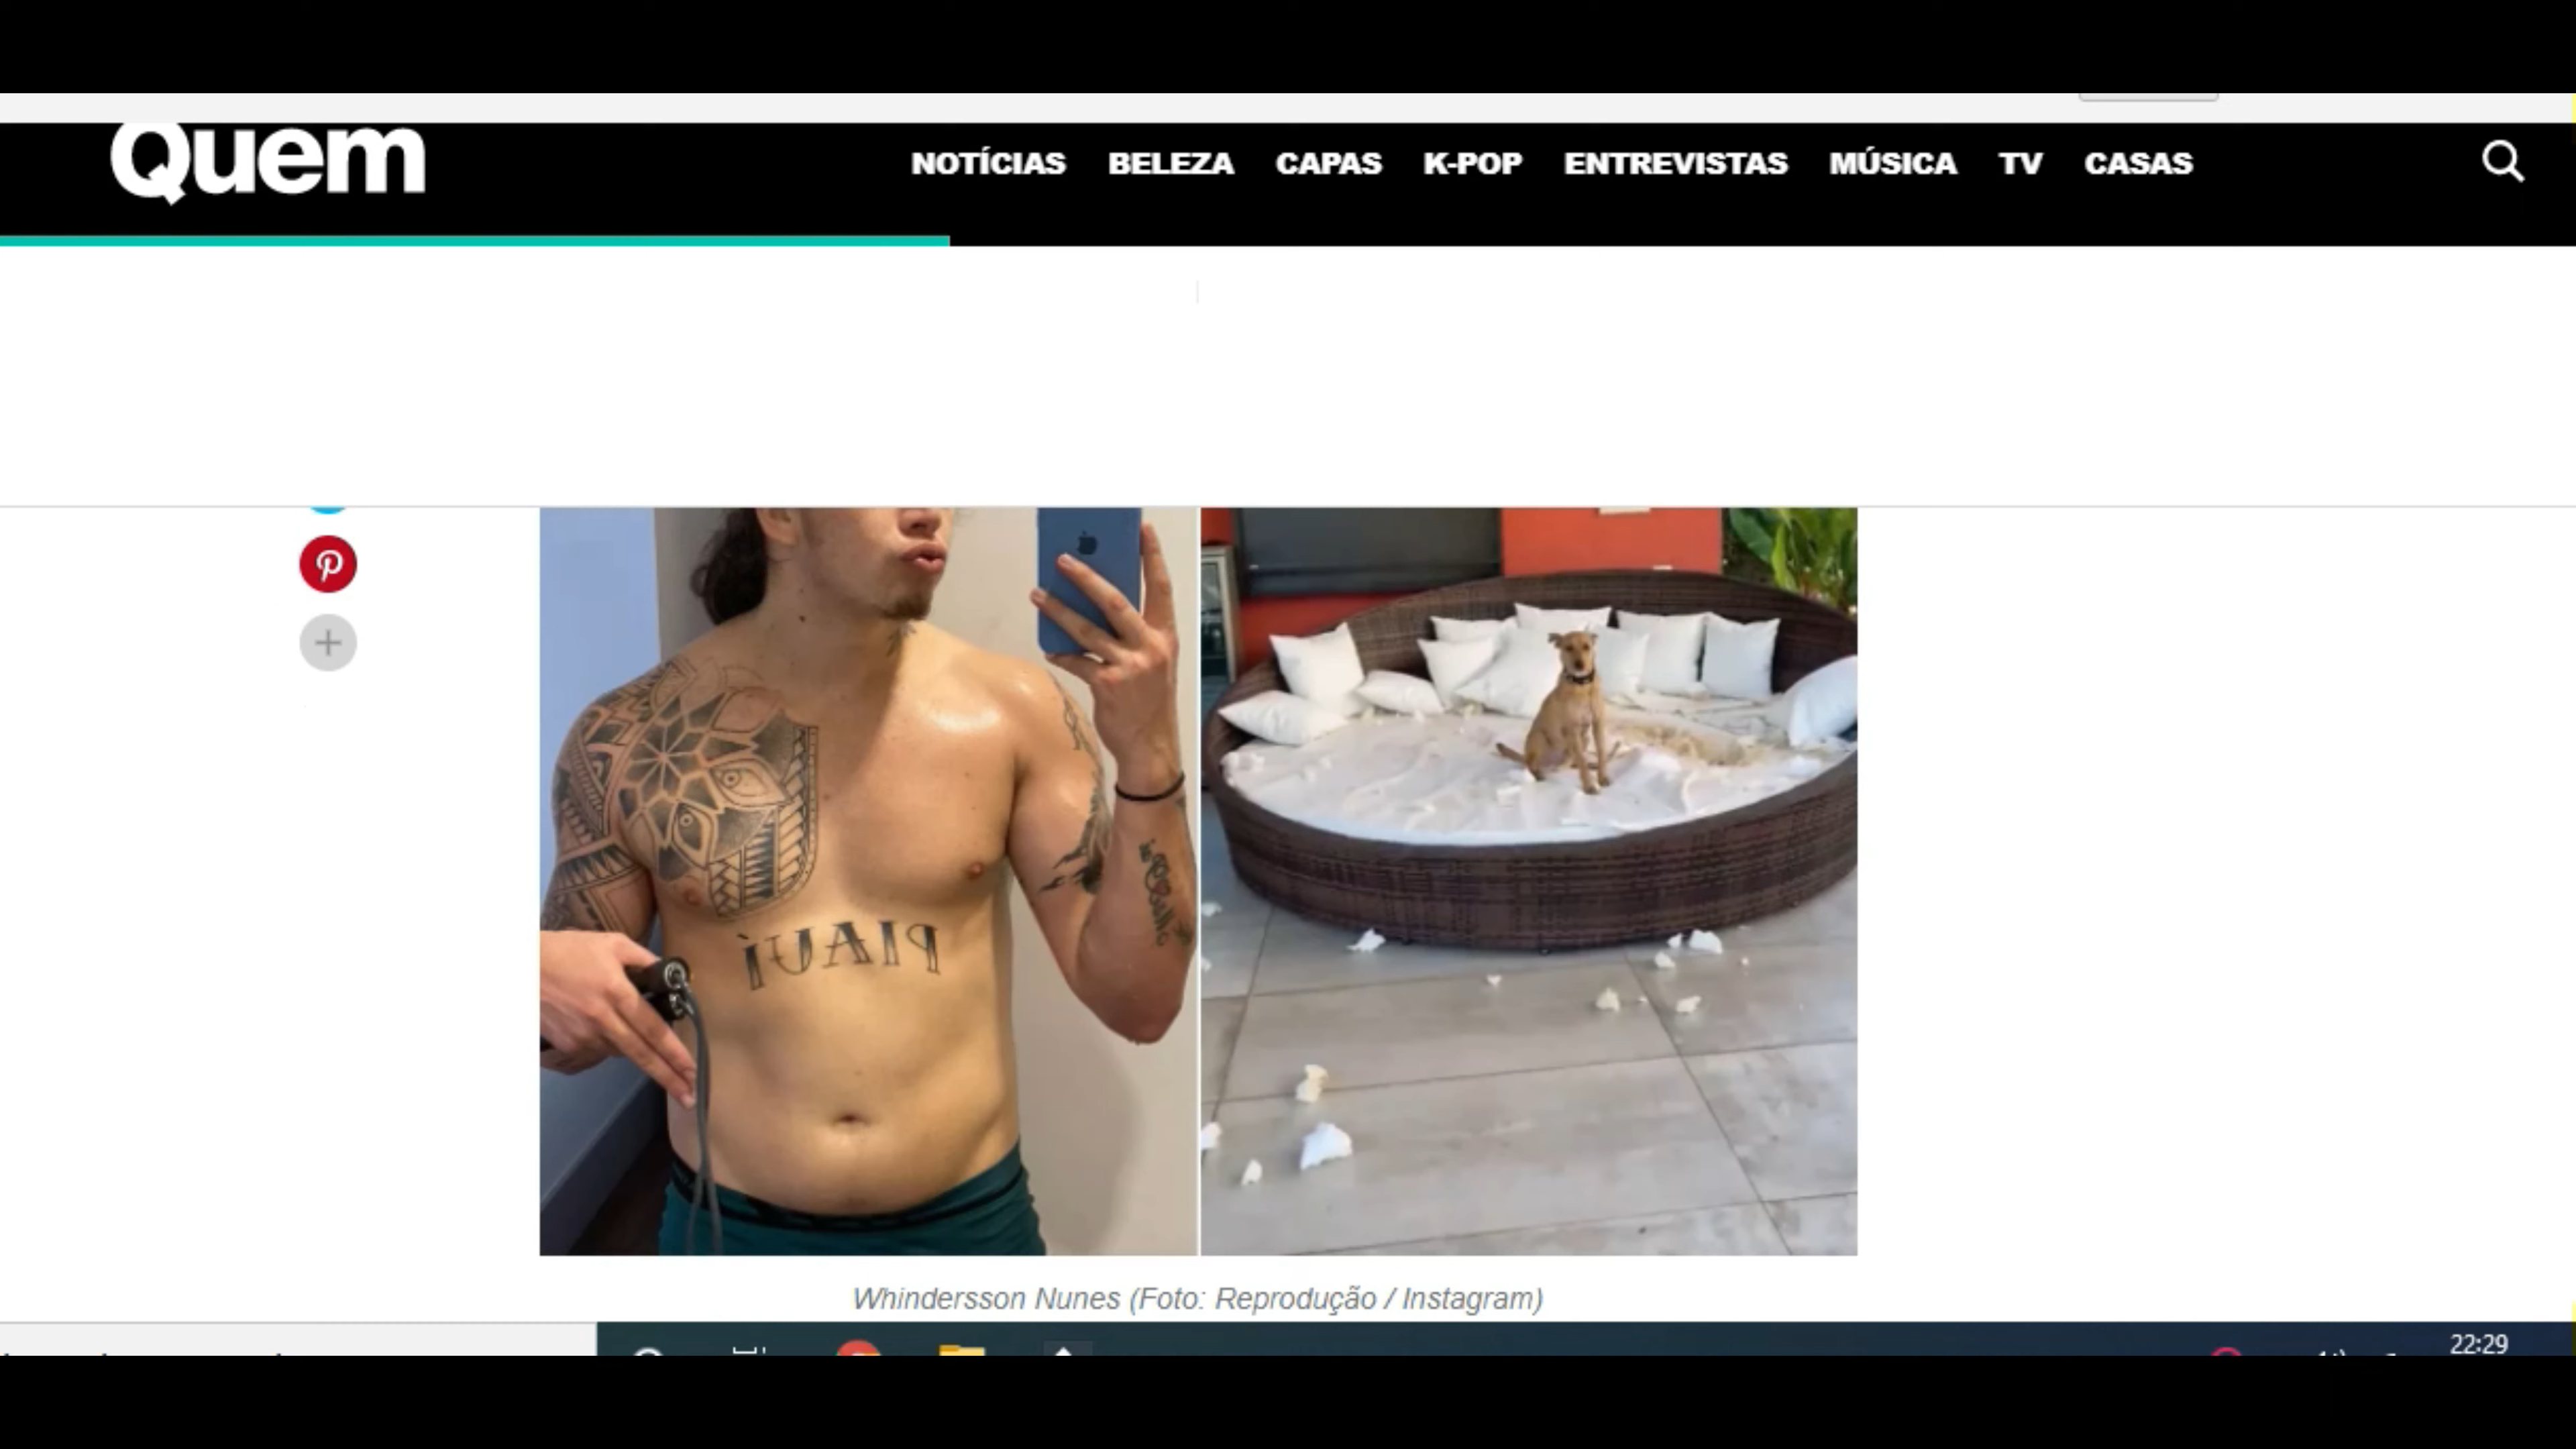 Quem
NOTÍCIAS BELEZA CAPAS K-POP ENTREVISTAS MÚSICA TV CASAS
PIAUÍ
Whindersson Nunes (Foto: Reprodução / Instagram)
22:29